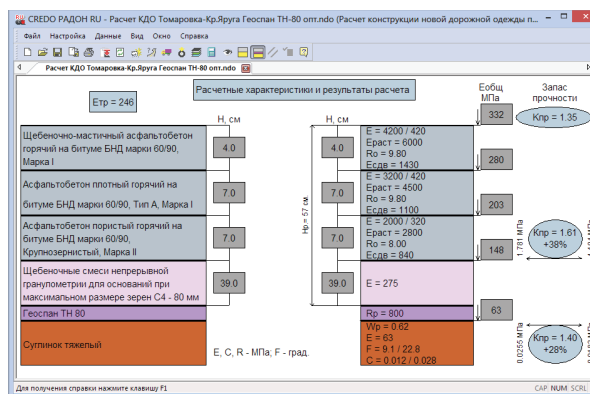 CREDO РАДОН RU - Расчет КДО Томаровка-Кр.Яруга Геоспан ТН-80 опт.ndo (Расчет конструкции новой дорожной одежды п...
Файл Настройка Данные Вид Окно Справка
Расчет КДО Томаровка-Кр.Яруга Геоспан ТН-80 опт.ndo
Етр = 246
Расчетные характеристики и результаты расчета
Еобщ
МПа
Запас
прочности
Н, см
Н, см
332
Кпр = 1.35
Щебеночно-мастичный асфальтобетон
горячий на битуме БНД марки 60/90,
Марка I
4.0
4.0
E = 4200 / 420
Ераст = 6000
Ro = 9.80
Есдв = 1430
280
Асфальтобетон плотный горячий на
битуме БНД марки 60/90, Тип А, Марка I
7.0
7.0
E = 3200 / 420
Ераст = 4500
Ro = 9.80
Есдв = 1100
203
Нр.= 57 см.
Асфальтобетон пористый горячий на
битуме БНД марки 60/90,
Крупнозернистый, Марка II
7.0
7.0
E = 2000 / 320
Ераст = 2800
Ro = 8.00
Есдв = 840
148
1.781 МПа
Кпр = 1.61
+38%
Щебеночные смеси непрерывной
гранулометрии для оснований при
максимальном размере зерен С4 - 80 мм
39.0
39.0
E = 275
Геоспан ТН 80
Rp = 800
63
Суглинок тяжелый
E, C, R - МПа; F - град.
Wp = 0.62
E = 63
F = 9.1 / 22.8
C = 0.012 / 0.028
0.0255 МПа
Кпр = 1.40
+28%
Для получения справки нажмите клавишу F1
CAP NUM SCRL